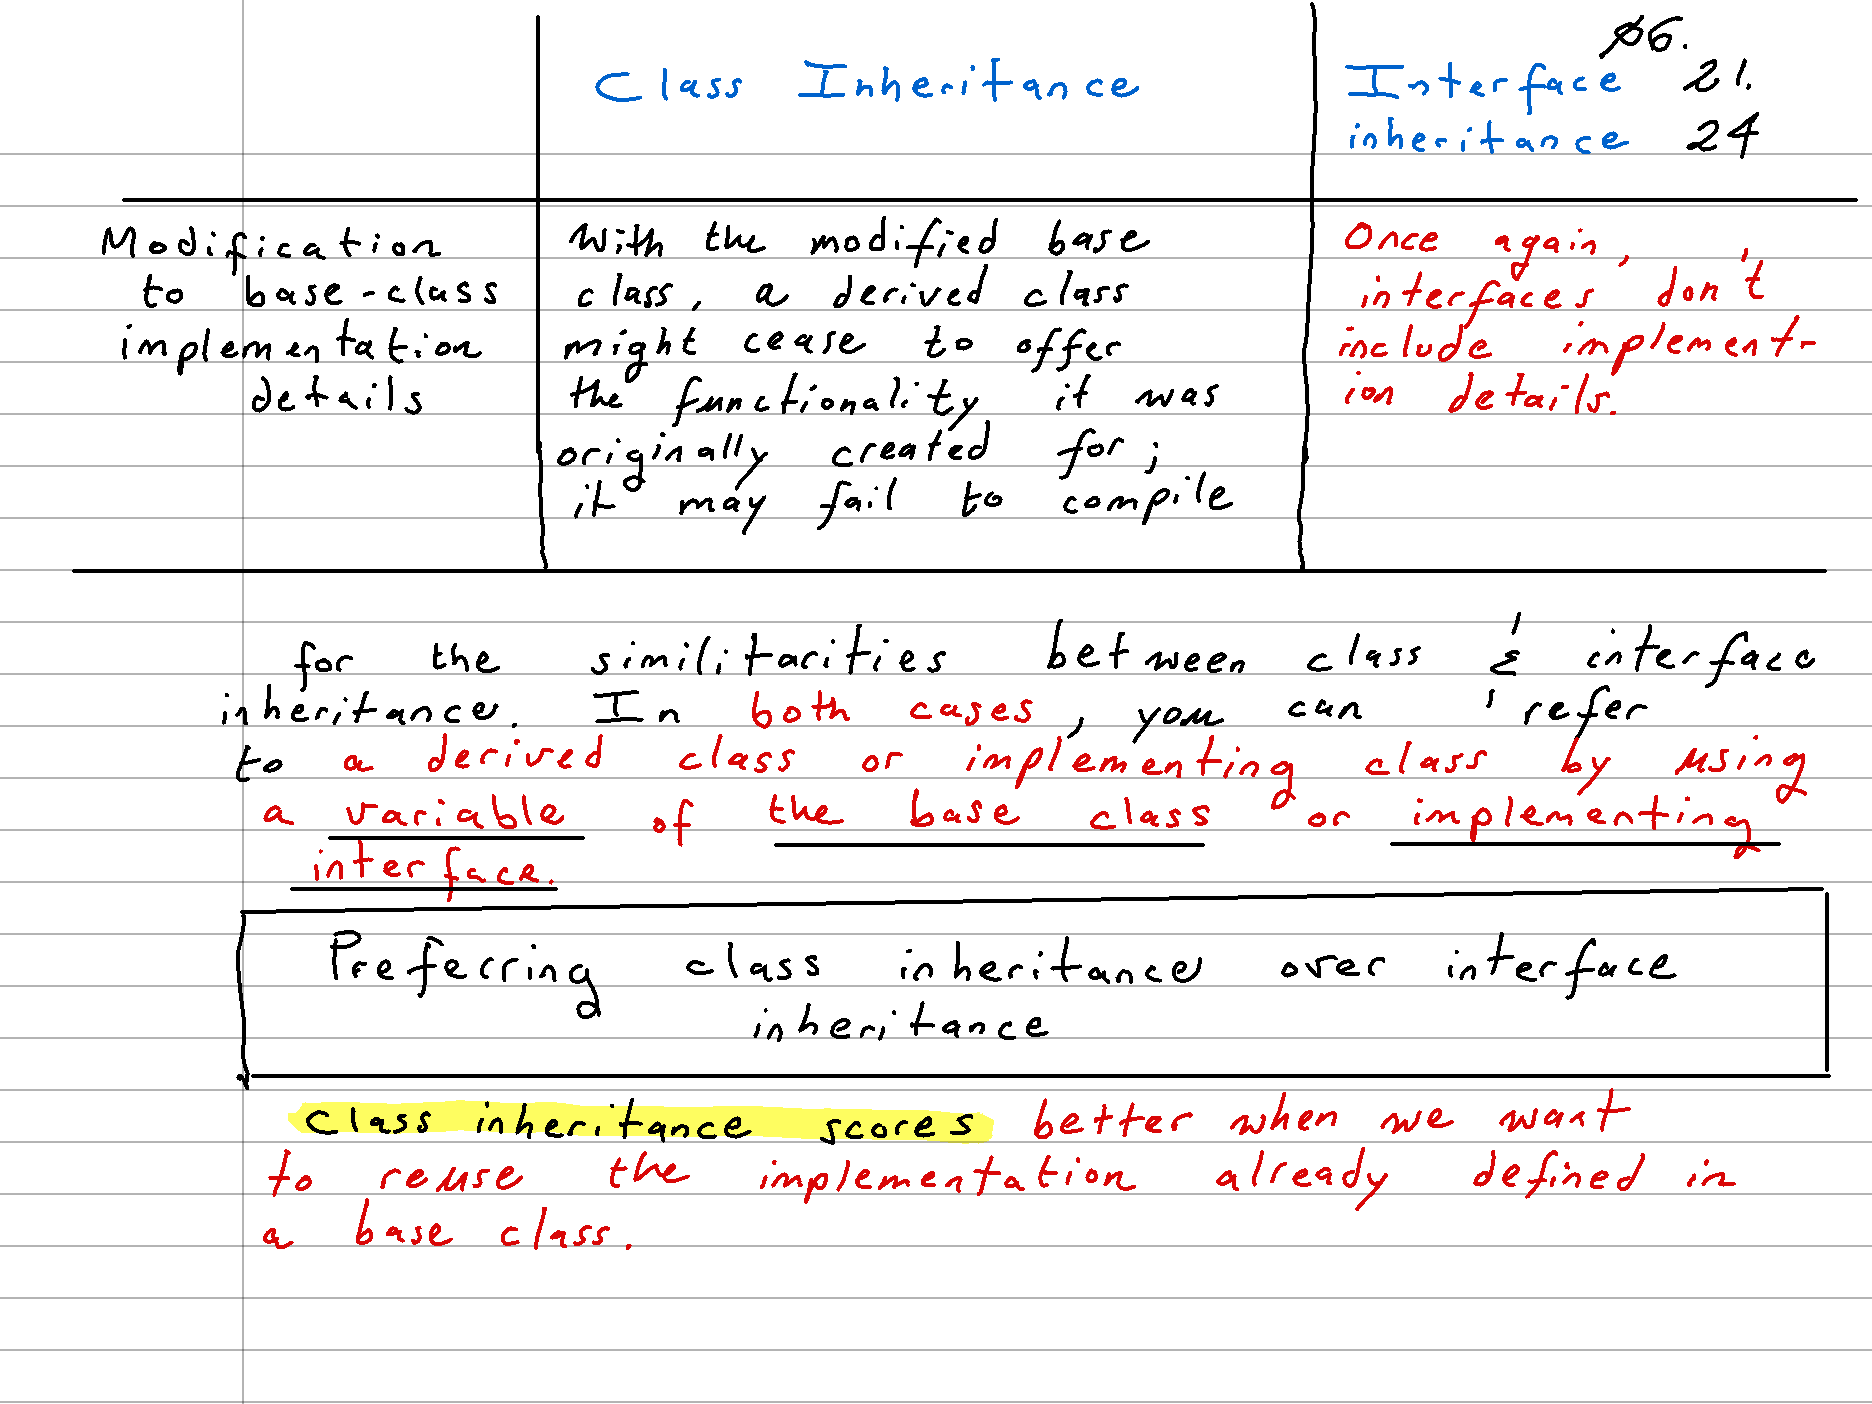 ø6.
Class Inheritance
Interface 21.
inheritance 24
Modification
to base-class
implementation
details
With the modified base
class, a derived class
might cease to offer
the functionality it was
originally created for;
it may fail to compile
Once again,
interfaces don't
include implement-
ion details.
for the similitarities between class & interface
inheritance. In both cases, you can refer
to a derived class or implementing class by using
a variable of the base class or implementing
interface.
Preferring class inheritance over interface
inheritance
Class inheritance scores better when we want
to reuse the implementation already defined in
a base class.